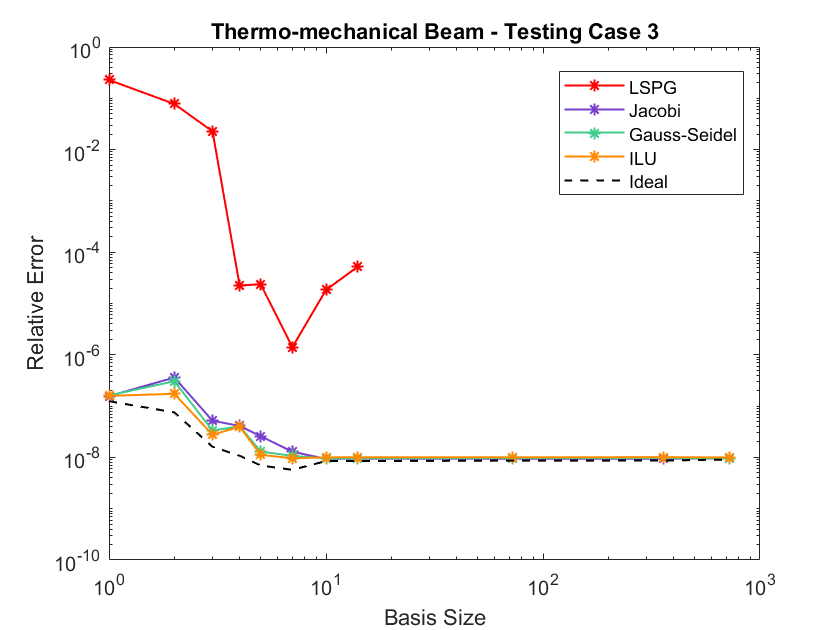 Thermo-mechanical Beam - Testing Case 3
10^0
10^-2
10^-4
10^-6
10^-8
10^-10
Relative Error
LSPG
Jacobi
Gauss-Seidel
ILU
Ideal
10^0
10^1
10^2
10^3
Basis Size